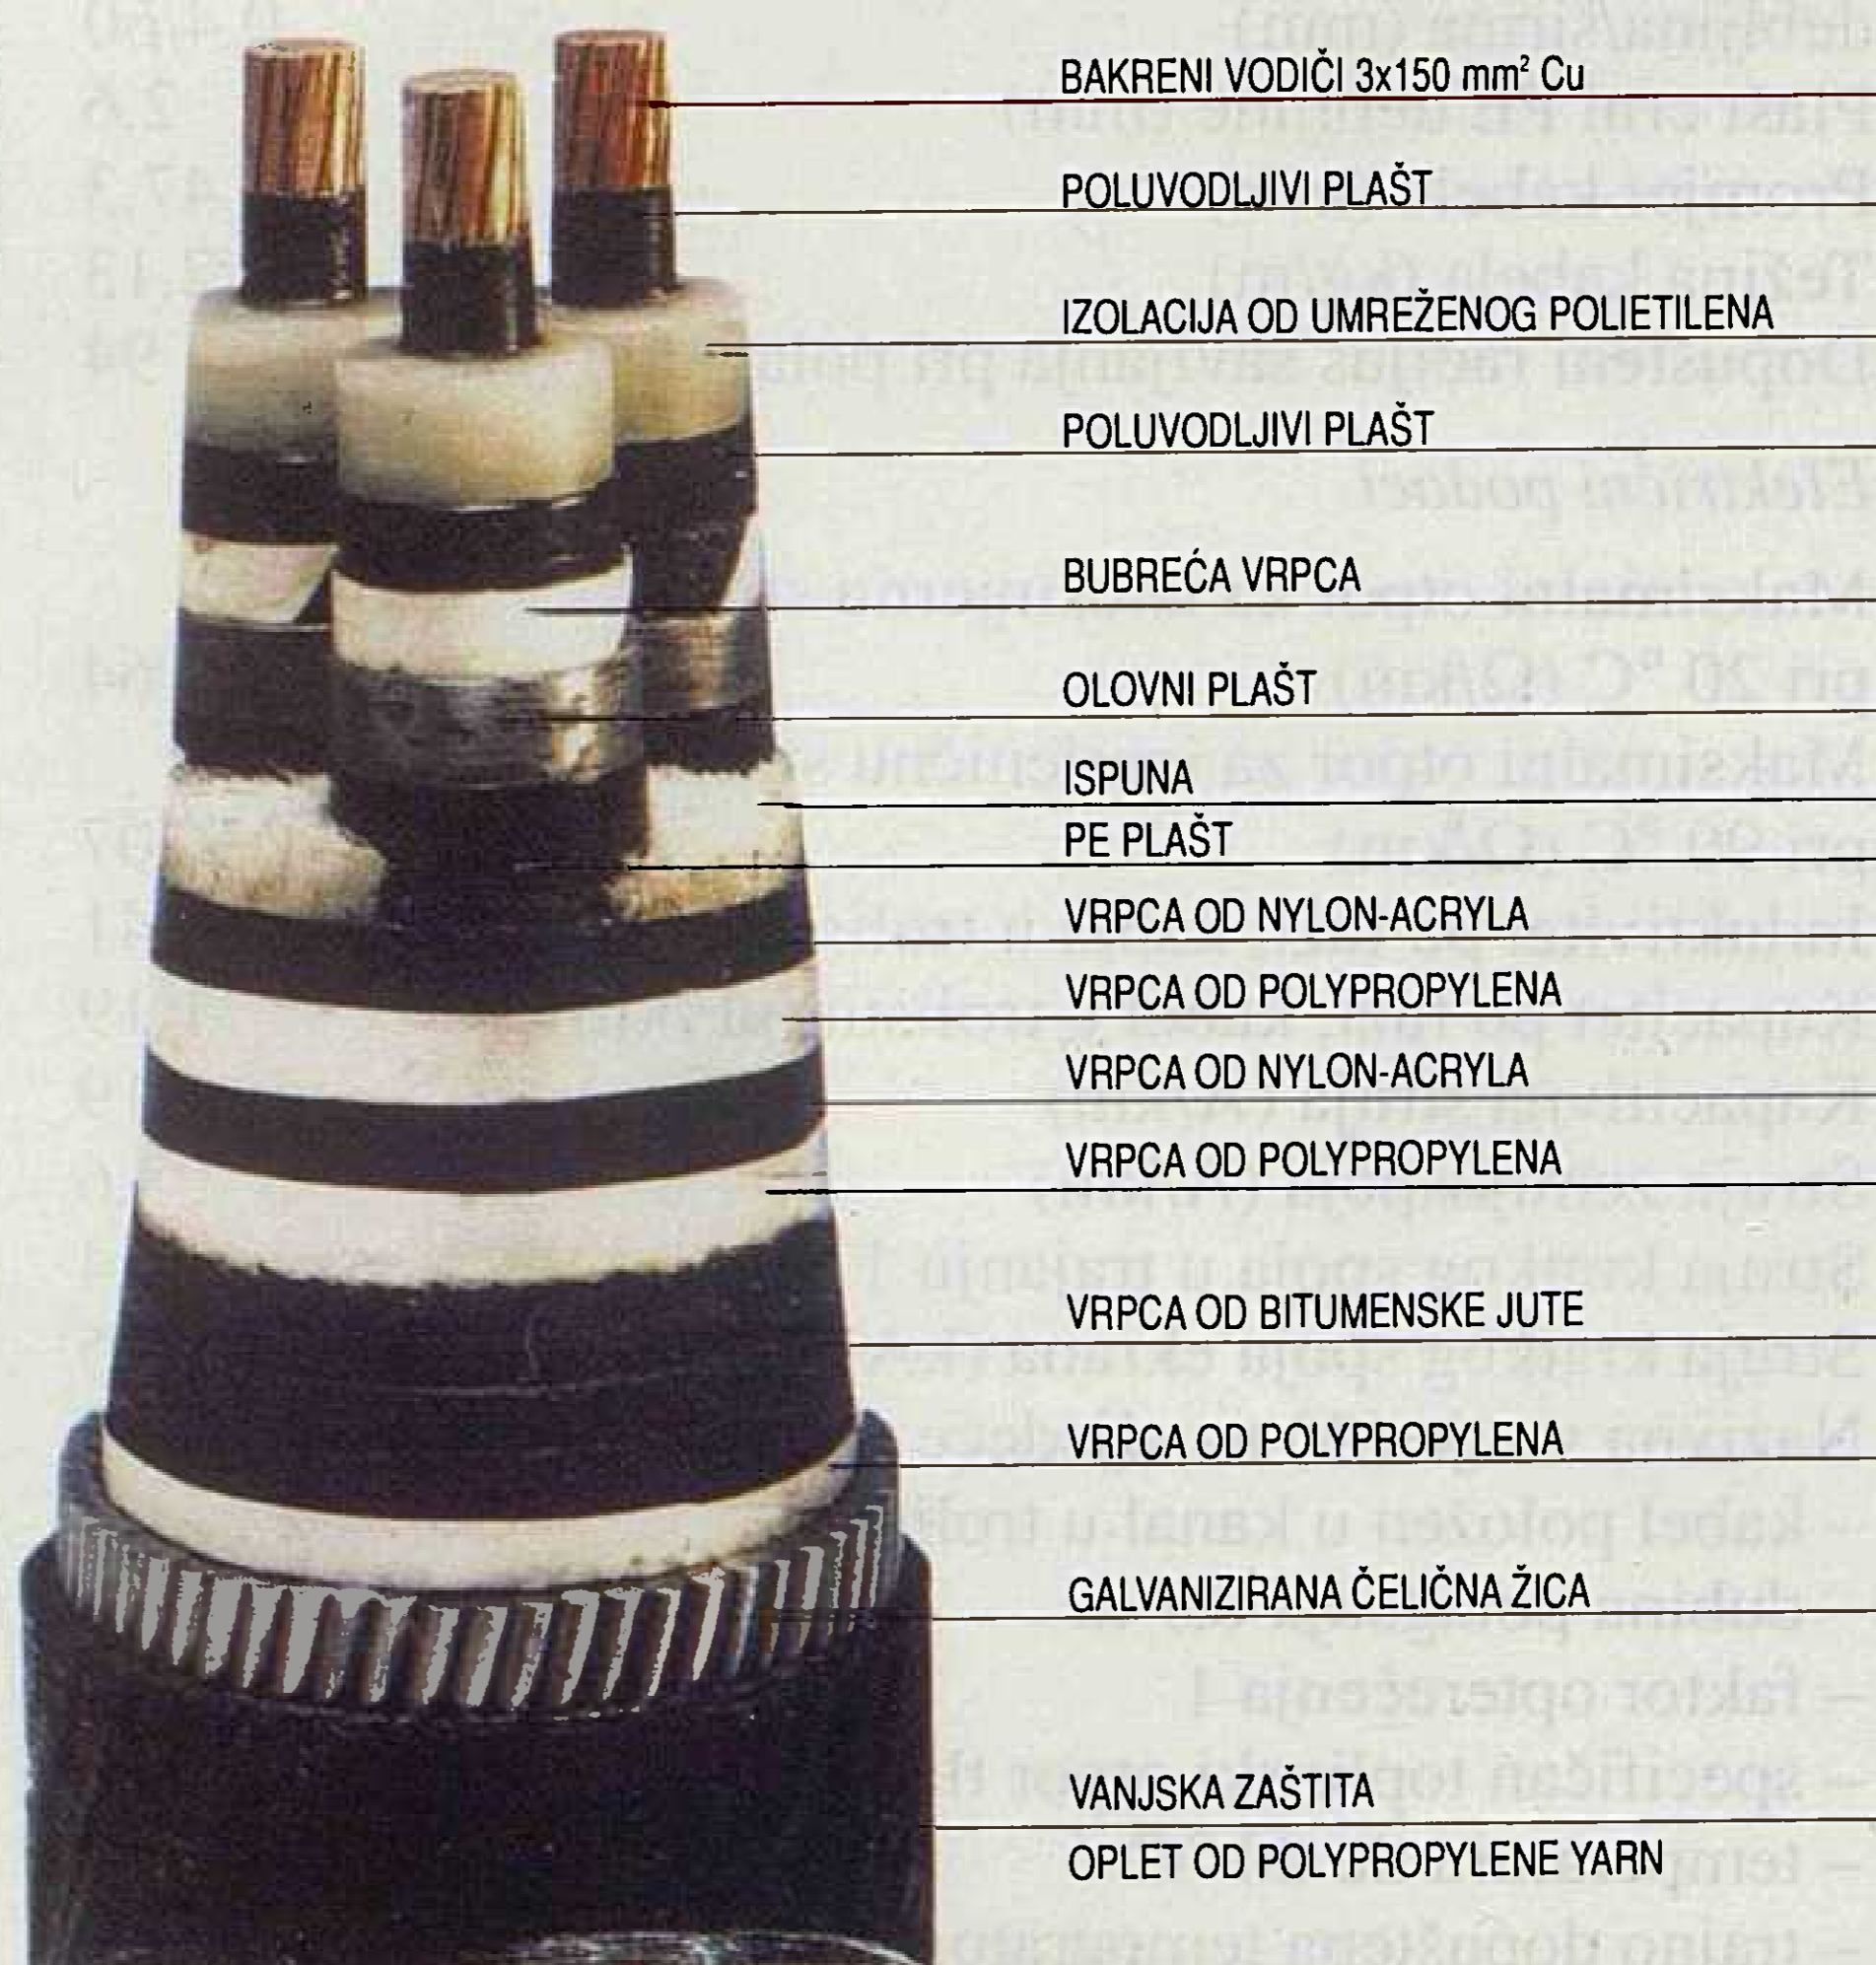 BAKRENI VODIČI 3x150 mm² Cu
POLUVODLJIVI PLAŠT
IZOLACIJA OD UMREŽENOG POLIETILENA
POLUVODLJIVI PLAŠT
BUBREĆA VRPCA
OLOVNI PLAŠT
ISPUNA
PE PLAŠT
VRPCA OD NYLON-ACRYLA
VRPCA OD POLYPROPYLENA
VRPCA OD NYLON-ACRYLA
VRPCA OD POLYPROPYLENA
VRPCA OD BITUMENSKE JUTE
VRPCA OD POLYPROPYLENA
GALVANIZIRANA ČELIČNA ŽICA
VANJSKA ZAŠTITA
OPLET OD POLYPROPYLENE YARN